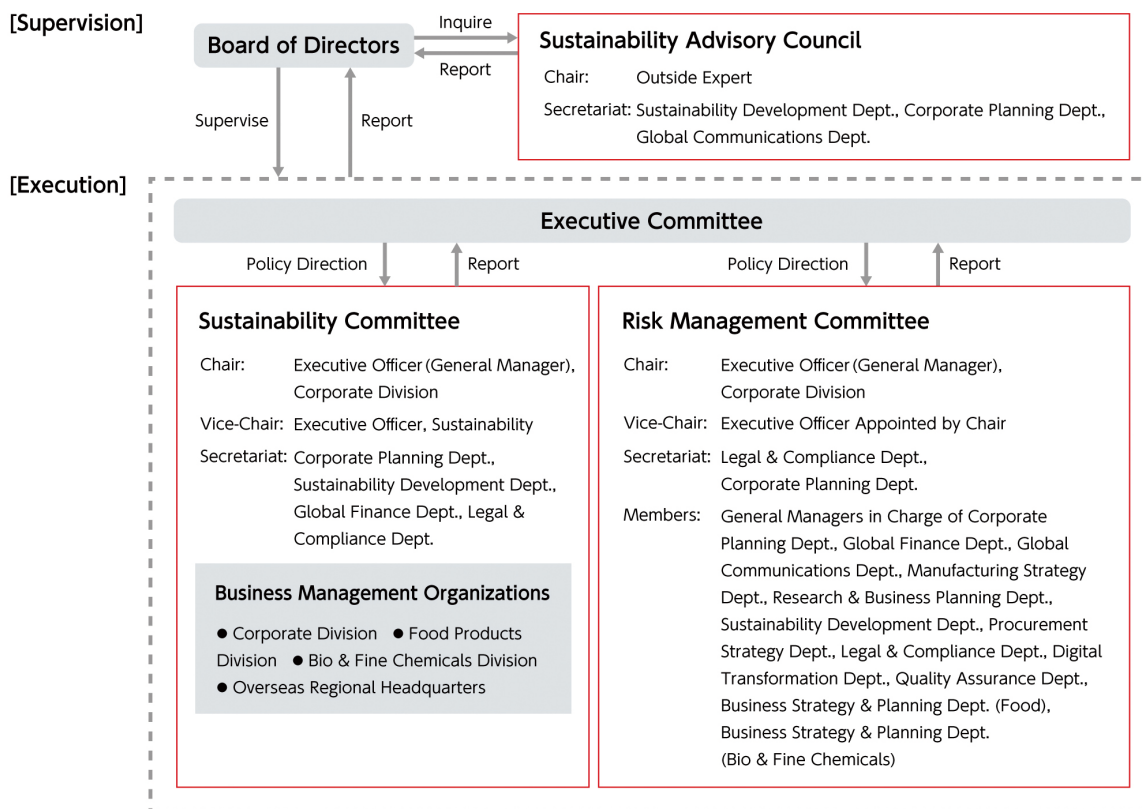 [Supervision]
Board of Directors
Inquire
Report
Sustainability Advisory Council
Chair: Outside Expert
Secretariat: Sustainability Development Dept., Corporate Planning Dept.,
Global Communications Dept.
Supervise
Report
[Execution]
Executive Committee
Policy Direction
Report
Policy Direction
Report
Sustainability Committee
Chair: Executive Officer (General Manager),
Corporate Division
Vice-Chair: Executive Officer, Sustainability
Secretariat: Corporate Planning Dept.,
Sustainability Development Dept.,
Global Finance Dept., Legal &
Compliance Dept.
Business Management Organizations
● Corporate Division ● Food Products
Division ● Bio & Fine Chemicals Division
● Overseas Regional Headquarters
Risk Management Committee
Chair: Executive Officer (General Manager),
Corporate Division
Vice-Chair: Executive Officer Appointed by Chair
Secretariat: Legal & Compliance Dept.,
Corporate Planning Dept.
Members: General Managers in Charge of Corporate
Planning Dept., Global Finance Dept., Global
Communications Dept., Manufacturing Strategy
Dept., Research & Business Planning Dept.,
Sustainability Development Dept., Procurement
Strategy Dept., Legal & Compliance Dept., Digital
Transformation Dept., Quality Assurance Dept.,
Business Strategy & Planning Dept. (Food),
Business Strategy & Planning Dept.
(Bio & Fine Chemicals)